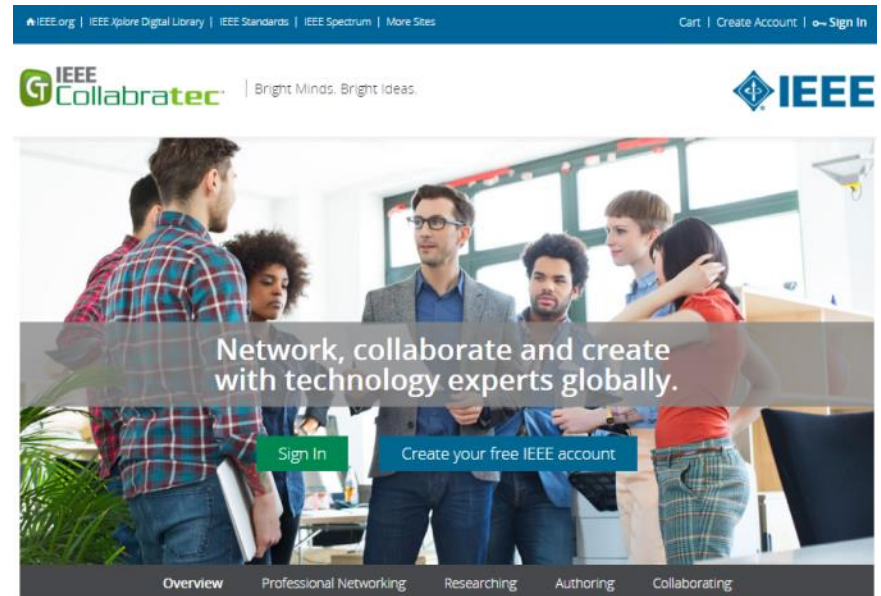 IEEE.org | IEEE Xplore Digital Library | IEEE Standards | IEEE Spectrum | More Sites
Cart | Create Account | Sign In
IEEE
Collabratec
Bright Minds. Bright Ideas.
IEEE
Network, collaborate and create
with technology experts globally.
Sign In
Create your free IEEE account
Overview Professional Networking Researching Authoring Collaborating